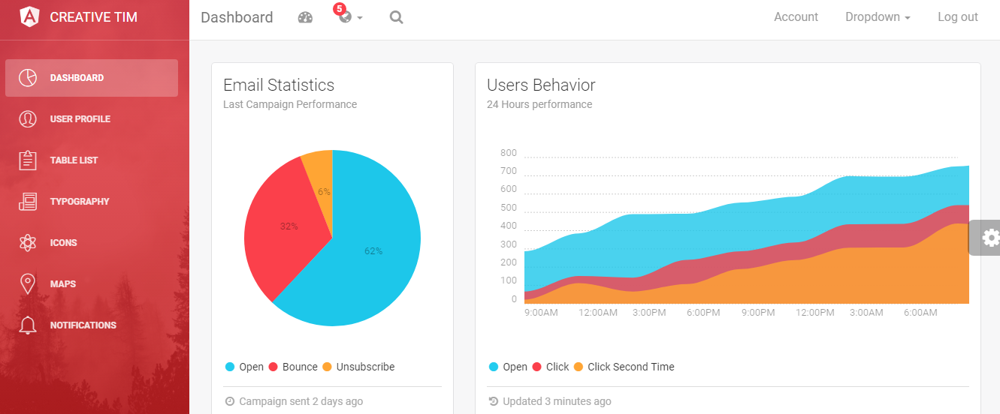 CREATIVE TIM
DASHBOARD
USER PROFILE
TABLE LIST
TYPOGRAPHY
ICONS
MAPS
NOTIFICATIONS
Dashboard 5 Account Dropdown Log out
Email Statistics
Last Campaign Performance
6%
32%
62%
Open Bounce Unsubscribe
Campaign sent 2 days ago
Users Behavior
24 Hours performance
800
700
600
500
400
300
200
100
0
9:00AM 12:00AM 3:00PM 6:00PM 9:00PM 12:00PM 3:00AM 6:00AM
Open Click Click Second Time
Updated 3 minutes ago